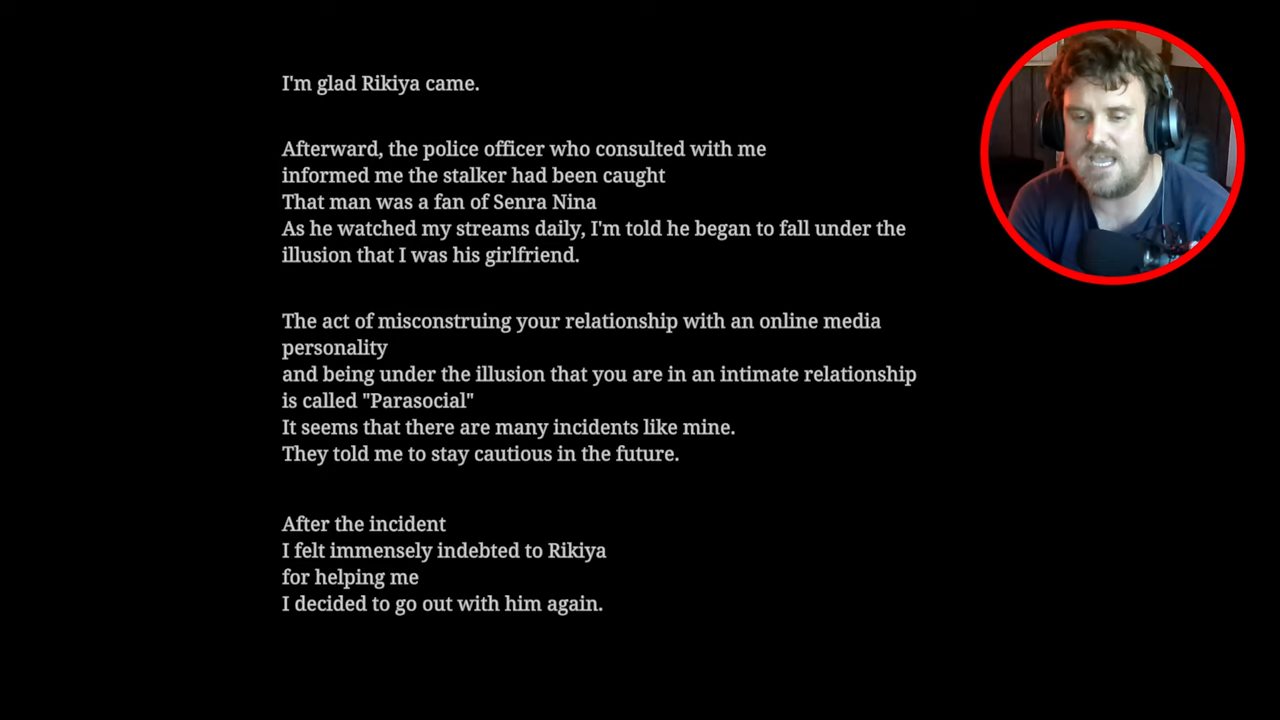 I'm glad Rikiya came.
Afterward, the police officer who consulted with me
informed me the stalker had been caught
That man was a fan of Senra Nina
As he watched my streams daily, I'm told he began to fall under the
illusion that I was his girlfriend.
The act of misconstruing your relationship with an online media
personality
and being under the illusion that you are in an intimate relationship
is called "Parasocial"
It seems that there are many incidents like mine.
They told me to stay cautious in the future.
After the incident
I felt immensely indebted to Rikiya
for helping me
I decided to go out with him again.